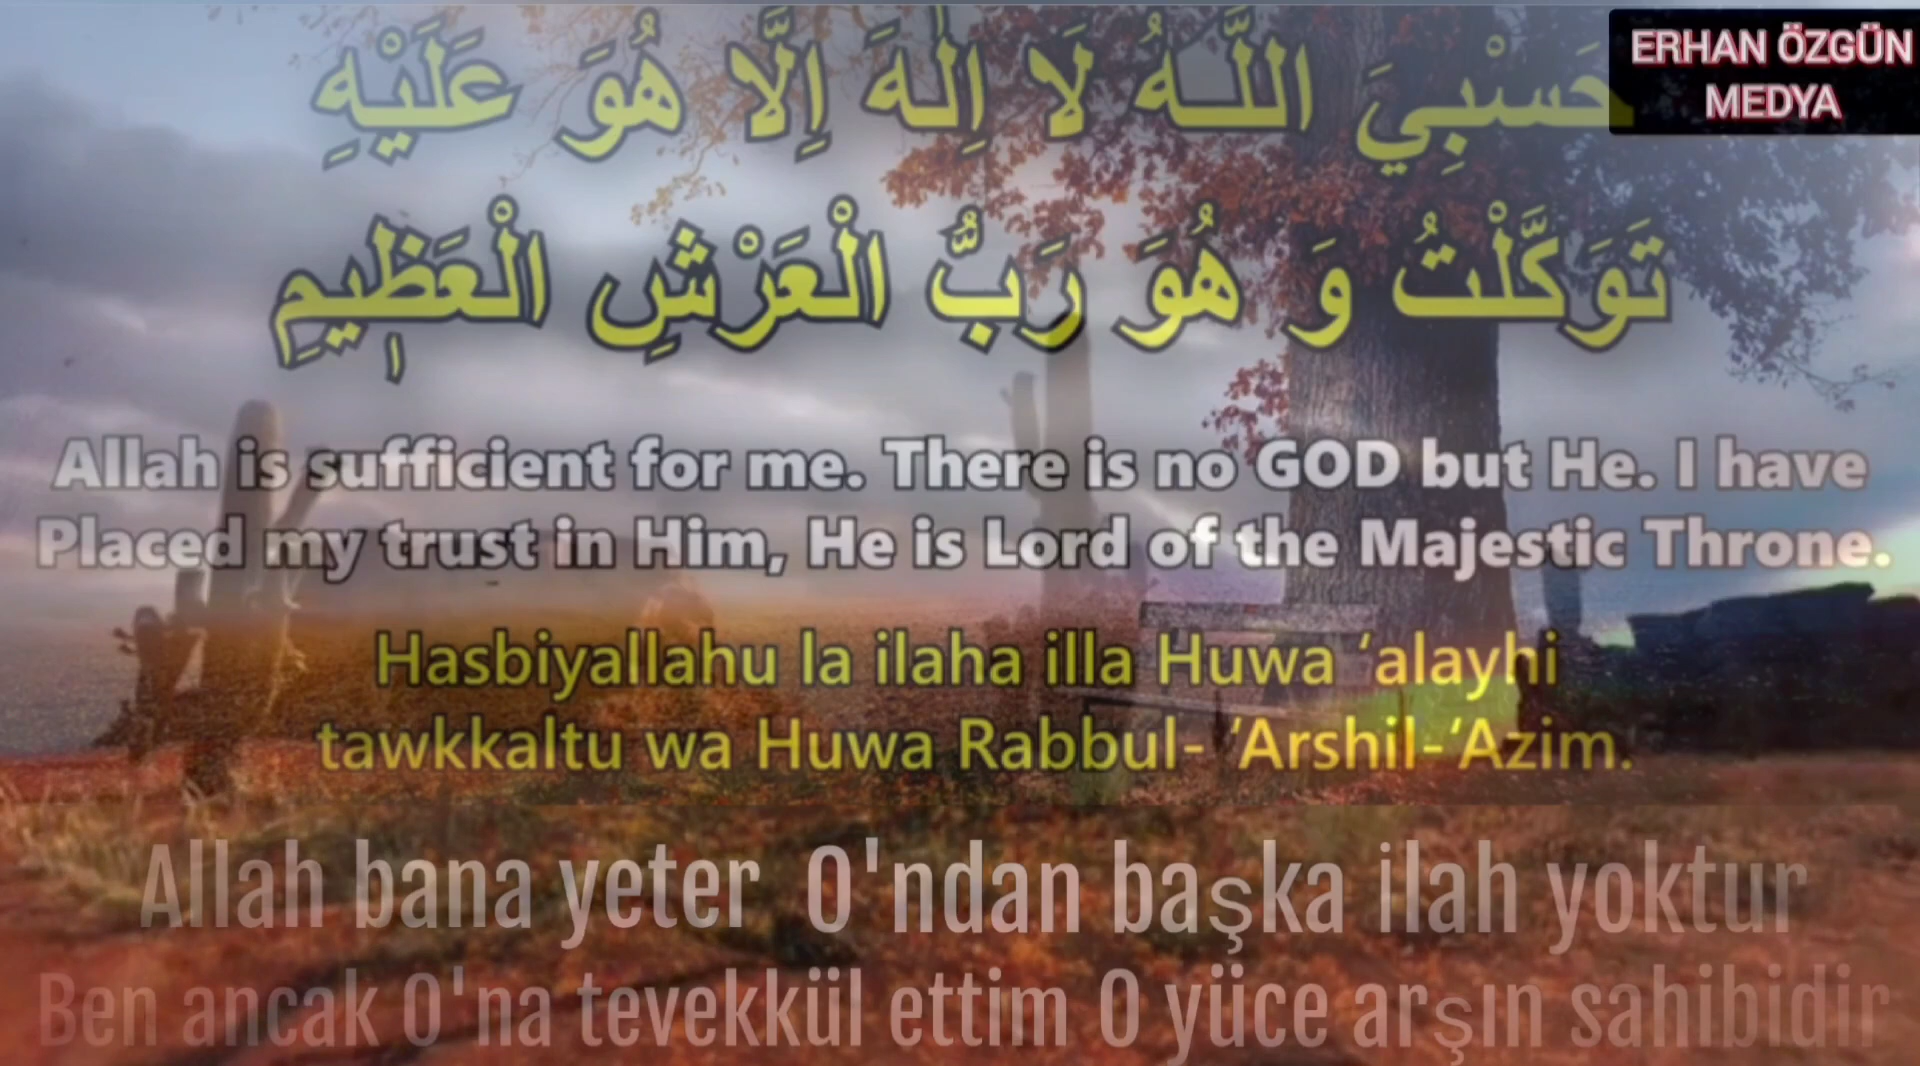 ERHAN ÖZGÜN
MEDYA
حَسْبِيَ اللَّـهُ لَا اِلٰهَ اِلَّا هُوَ عَلَيْهِ
تَوَكَّلْتُ وَ هُوَ رَبُّ الْعَرْشِ الْعَظٖيمِ
Allah is sufficient for me. There is no GOD but He. I have
Placed my trust in Him, He is Lord of the Majestic Throne.
Hasbiyallahu la ilaha illa Huwa ‘alayhi
tawkkaltu wa Huwa Rabbul- ‘Arshil-‘Azim.
Allah bana yeter O'ndan başka ilah yoktur
Ben ancak O'na tevekkül ettim O yüce arşın sahibidir